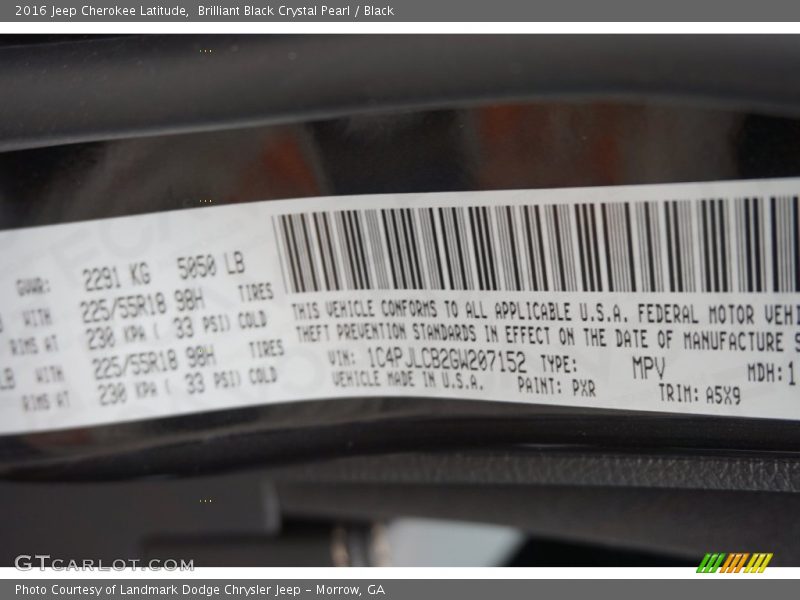 2016 Jeep Cherokee Latitude,  Brilliant Black Crystal Pearl / Black
GVWR: 2291 KG 5050 LB
WITH 225/55R18 98H TIRES
RIMS AT 230 KPA ( 33 PSI) COLD
LB WITH 225/55R18 98H TIRES
RIMS AT 230 KPA ( 33 PSI) COLD
THIS VEHICLE CONFORMS TO ALL APPLICABLE U.S.A. FEDERAL MOTOR VEHI
THEFT PREVENTION STANDARDS IN EFFECT ON THE DATE OF MANUFACTURE S
VIN: 1C4PJLCB2GW207152 TYPE: MPV MDH: 1
VEHICLE MADE IN U.S.A. PAINT: PXR TRIM: A5X9
GTCARLOT.COM
Photo Courtesy of Landmark Dodge Chrysler Jeep – Morrow, GA